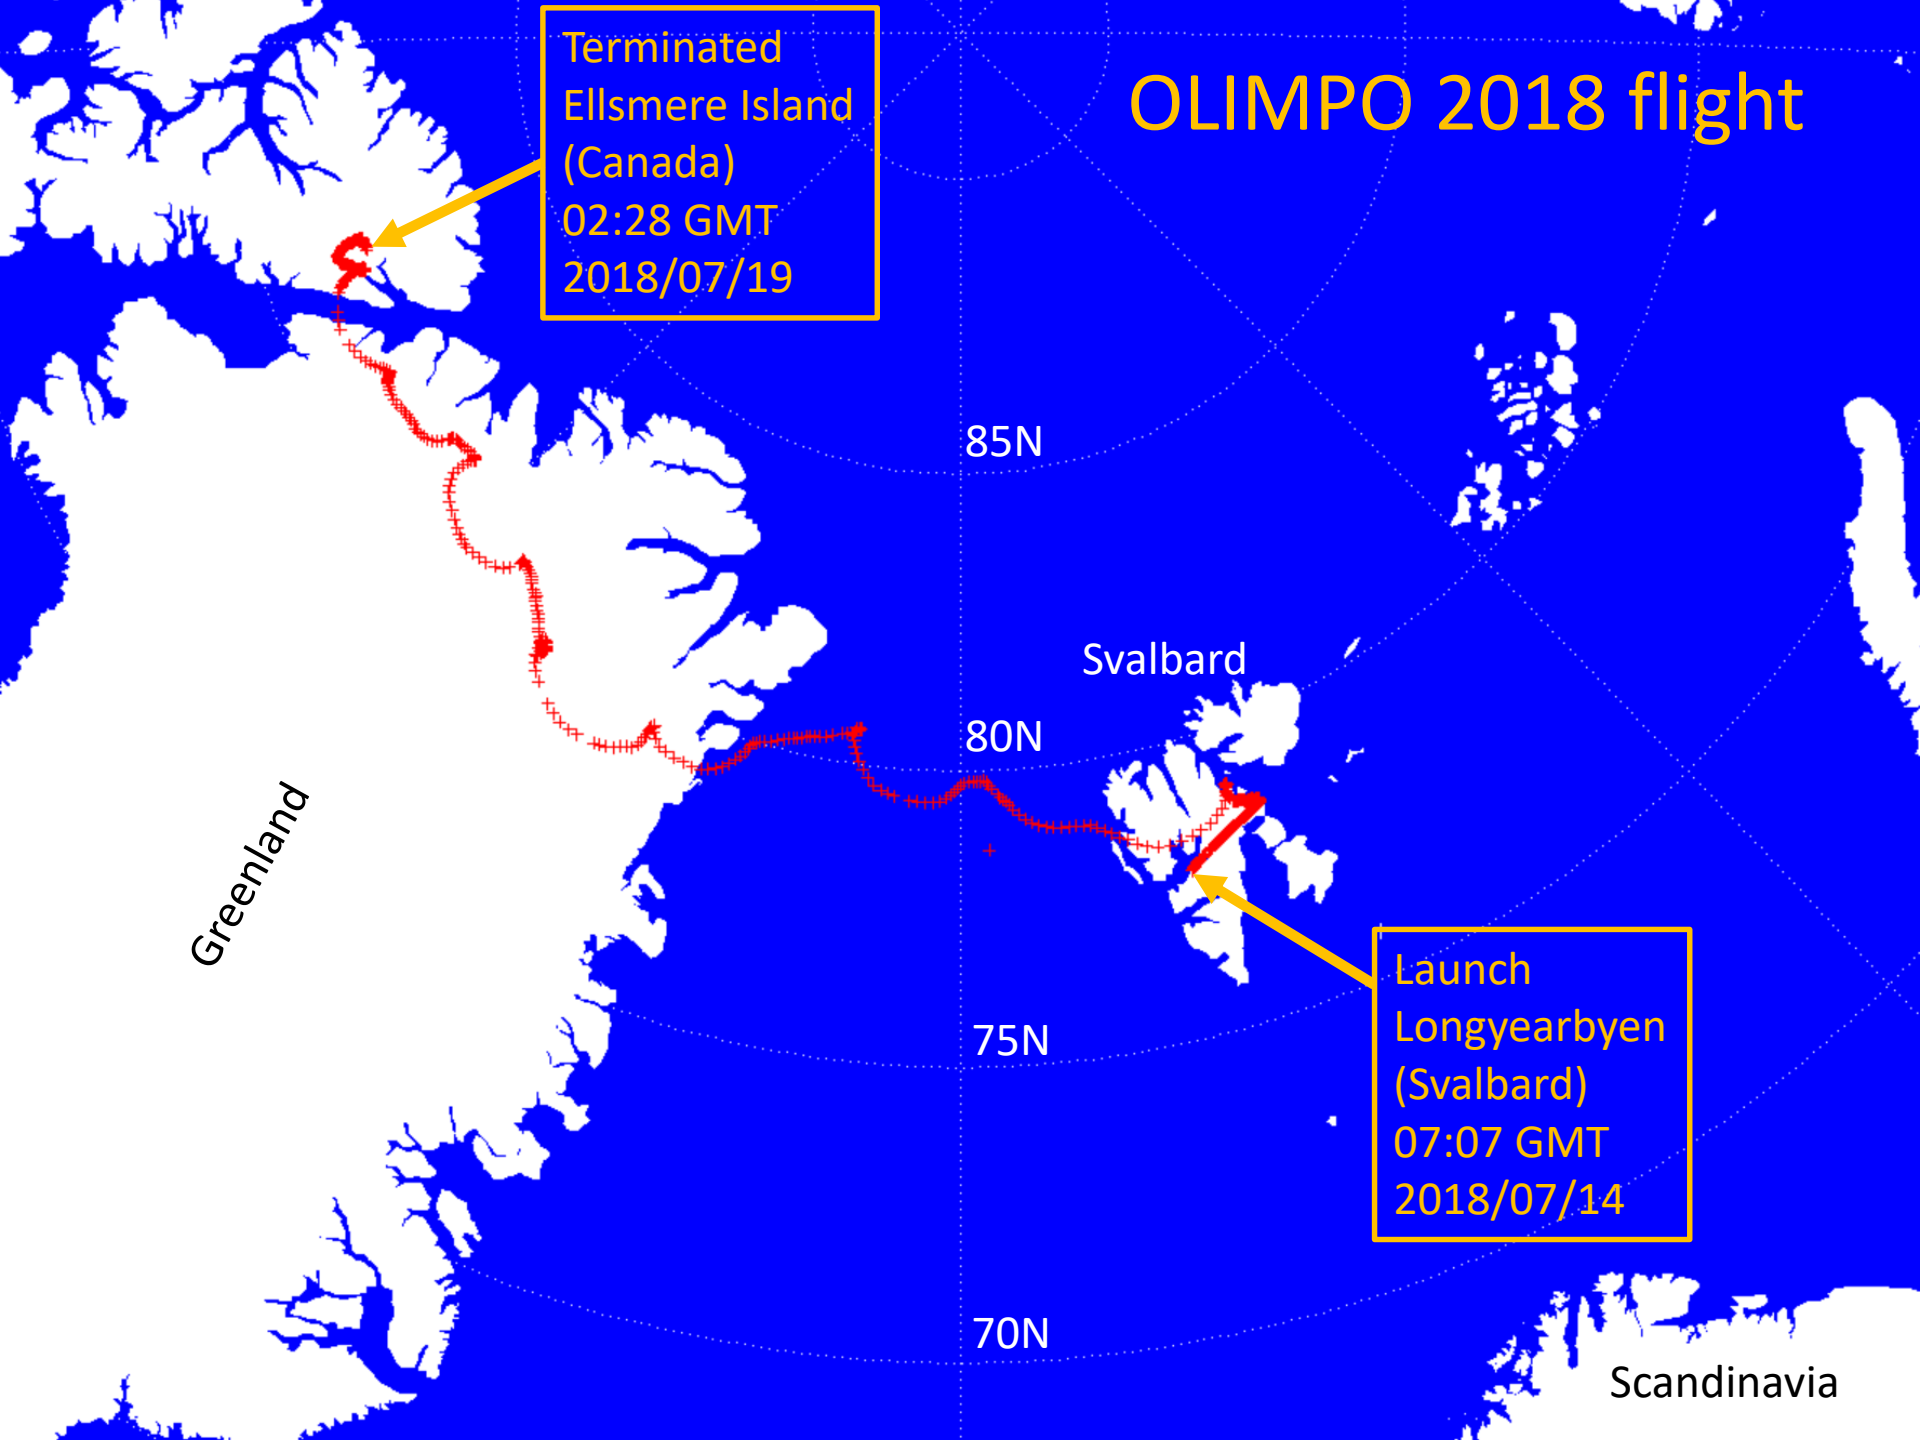 Terminated
Ellsmere Island
(Canada)
02:28 GMT
2018/07/19
OLIMPO 2018 flight
85N
Svalbard
80N
Greenland
Launch
Longyearbyen
(Svalbard)
07:07 GMT
2018/07/14
75N
70N
Scandinavia